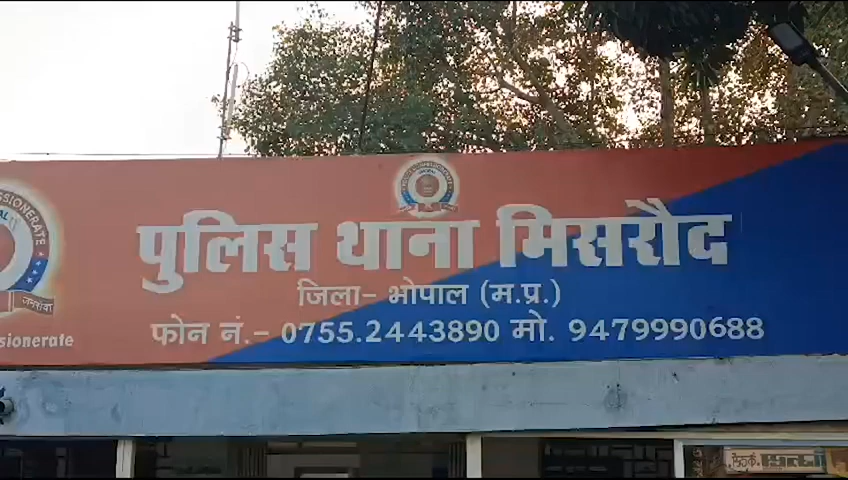 पुलिस थाना मिसरौद
जिला- भोपाल (म.प्र.)
फोन नं.- 0755.2443890 मो. 9479990688